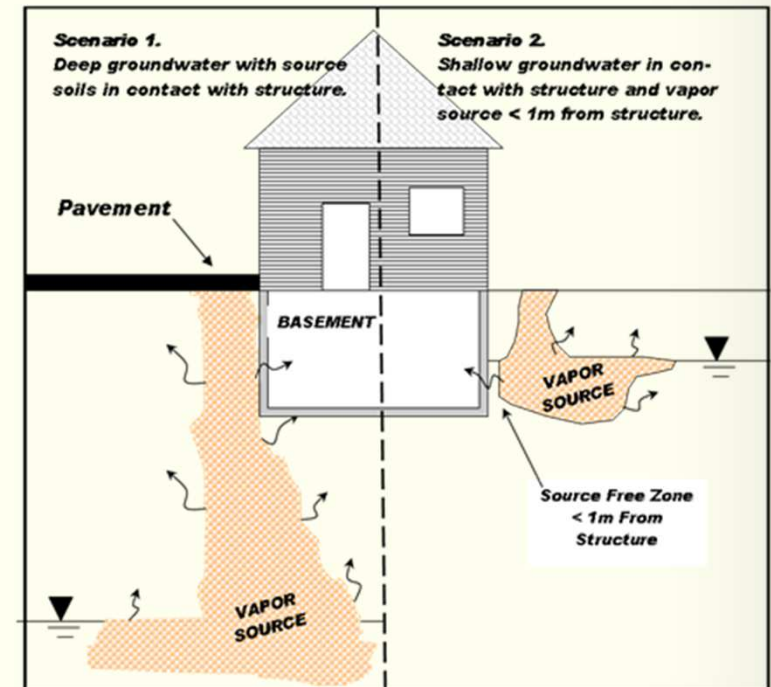 Scenario 1.
Deep groundwater with source
soils in contact with structure.
Scenario 2.
Shallow groundwater in con-
tact with structure and vapor
source < 1m from structure.
Pavement
BASEMENT
VAPOR
SOURCE
Source Free Zone
< 1m From
Structure
VAPOR
SOURCE